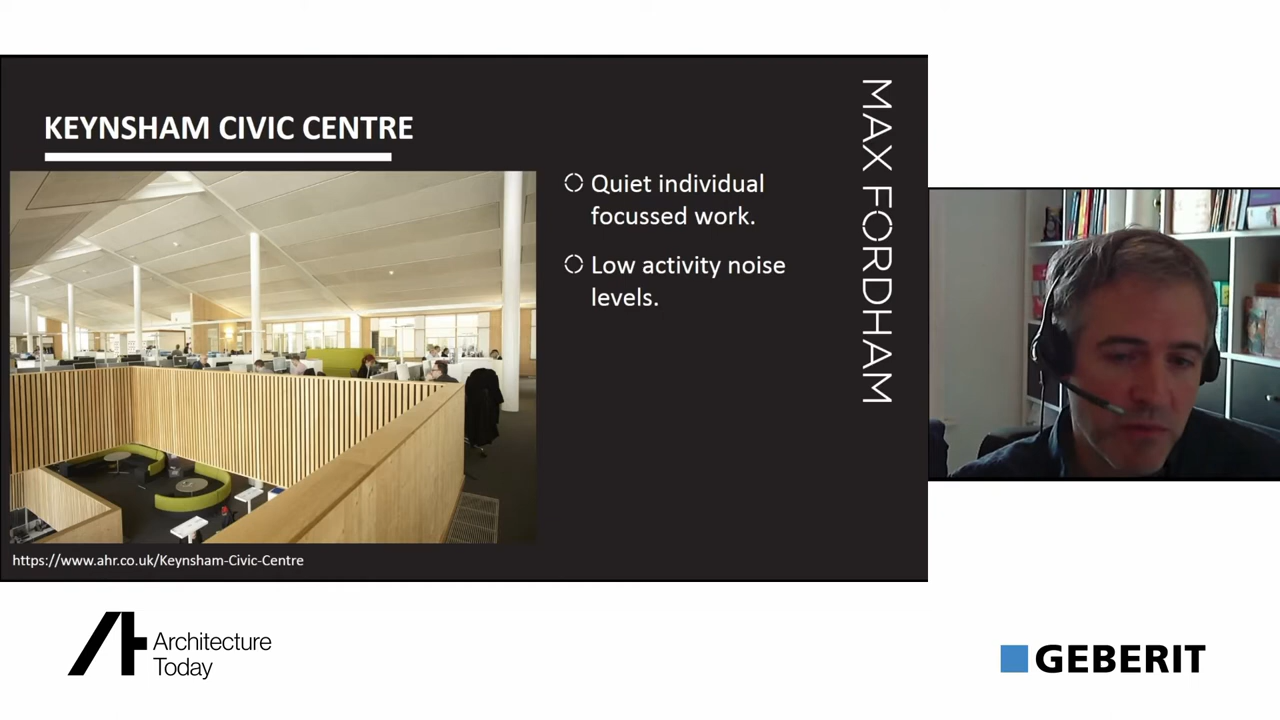 KEYNSHAM CIVIC CENTRE
Quiet individual
focussed work.
Low activity noise
levels.
MAX FORDHAM
https://www.ahr.co.uk/Keynsham-Civic-Centre
Architecture
Today
GEBERIT